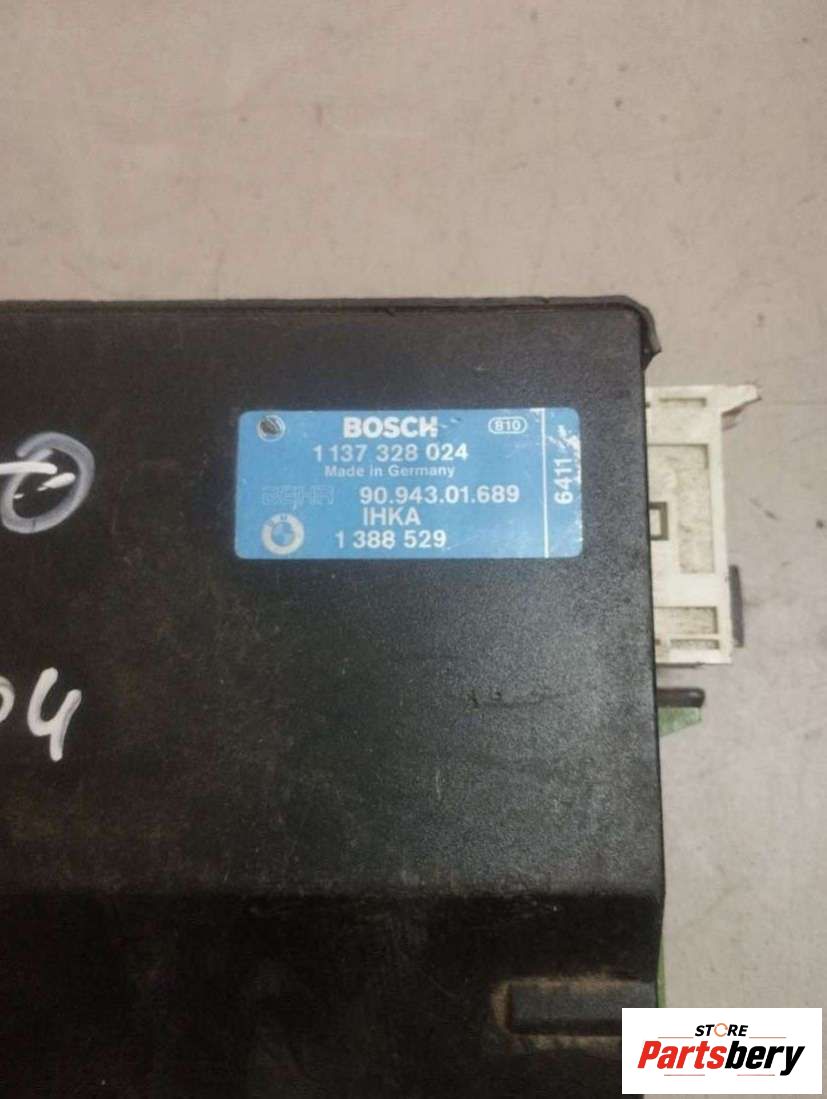 BOSCH
810
1 137 328 024
Made in Germany
BEHR
90.943.01.689
IHKA
1 388 529
6411
O
04
STORE
Partsbery